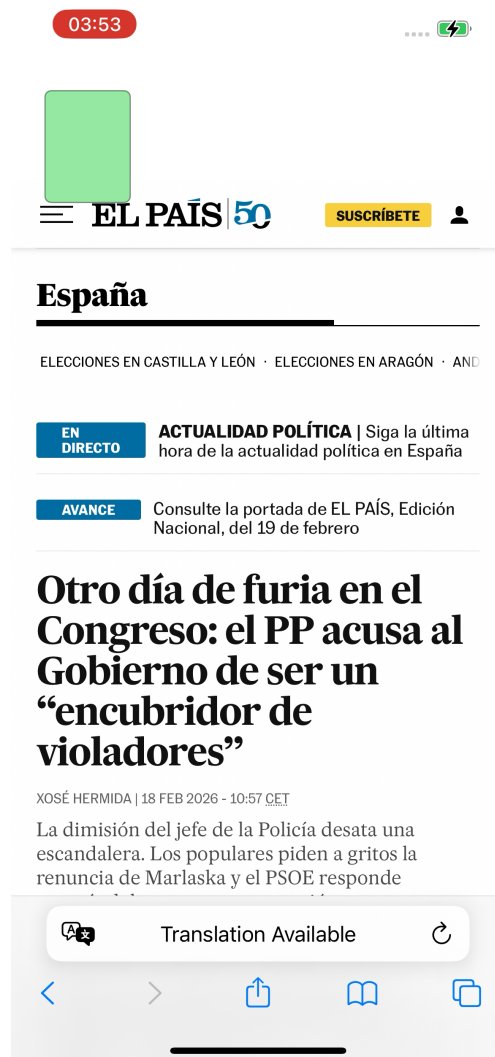 03:53
EL PAÍS 50
SUSCRÍBETE
España
ELECCIONES EN CASTILLA Y LEÓN · ELECCIONES EN ARAGÓN · AND
EN
DIRECTO
ACTUALIDAD POLÍTICA | Siga la última
hora de la actualidad política en España
AVANCE
Consulte la portada de EL PAÍS, Edición
Nacional, del 19 de febrero
Otro día de furia en el
Congreso: el PP acusa al
Gobierno de ser un
“encubridor de
violadores”
XOSÉ HERMIDA | 18 FEB 2026 - 10:57 CET
La dimisión del jefe de la Policía desata una
escandalera. Los populares piden a gritos la
renuncia de Marlaska y el PSOE responde
Translation Available